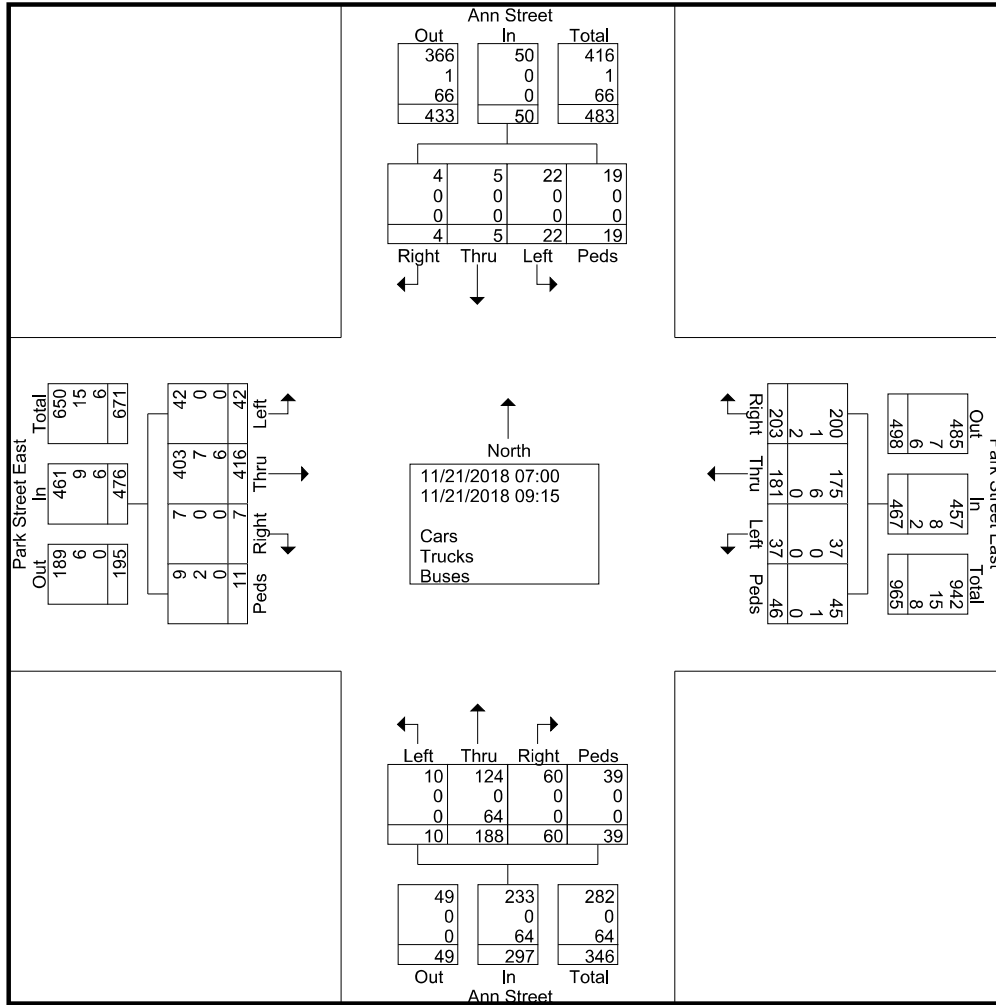 Ann Street
Out In Total
366 50 416
1 0 1
66 0 66
433 50 483
4 5 22 19
0 0 0 0
0 0 0 0
4 5 22 19
Right Thru Left Peds
Park Street East
Total In Out
650 461 189
15 9 6
6 6 0
671 476 195
42 403 7 9
0 7 0 2
0 6 0 0
42 416 7 11
Left Thru Right Peds
North
11/21/2018 07:00
11/21/2018 09:15
Cars
Trucks
Buses
Right Thru Left Peds
200 175 37 45
1 6 0 1
2 0 0 0
203 181 37 46
Out In Total
485 457 942
7 8 15
6 2 8
498 467 965
Park Street East
Left Thru Right Peds
10 124 60 39
0 0 0 0
0 64 0 0
10 188 60 39
49 233 282
0 0 0
0 64 64
49 297 346
Out In Total
Ann Street